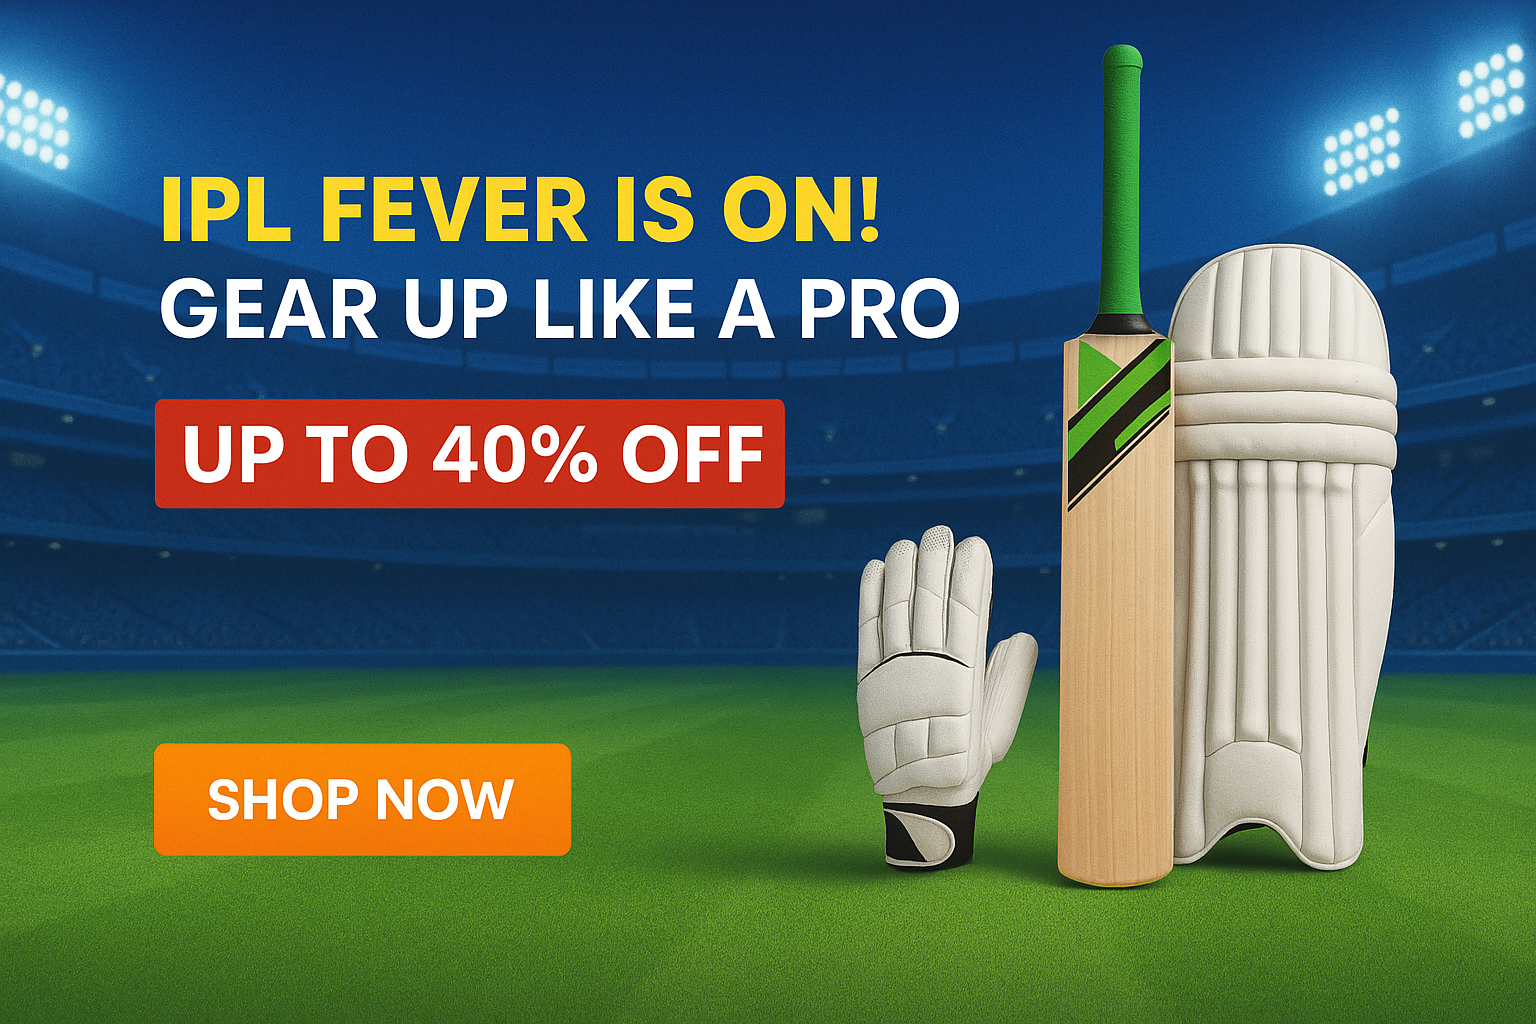 IPL FEVER IS ON!
GEAR UP LIKE A PRO
UP TO 40% OFF
SHOP NOW